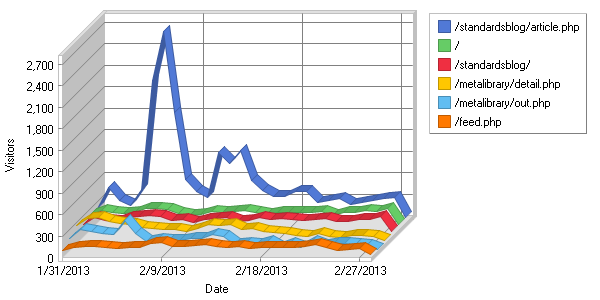 /standardsblog/article.php
/
/standardsblog/
/metalibrary/detail.php
/metalibrary/out.php
/feed.php
Visitors
2,700
2,400
2,100
1,800
1,500
1,200
900
600
300
0
1/31/2013 2/9/2013 2/18/2013 2/27/2013
Date